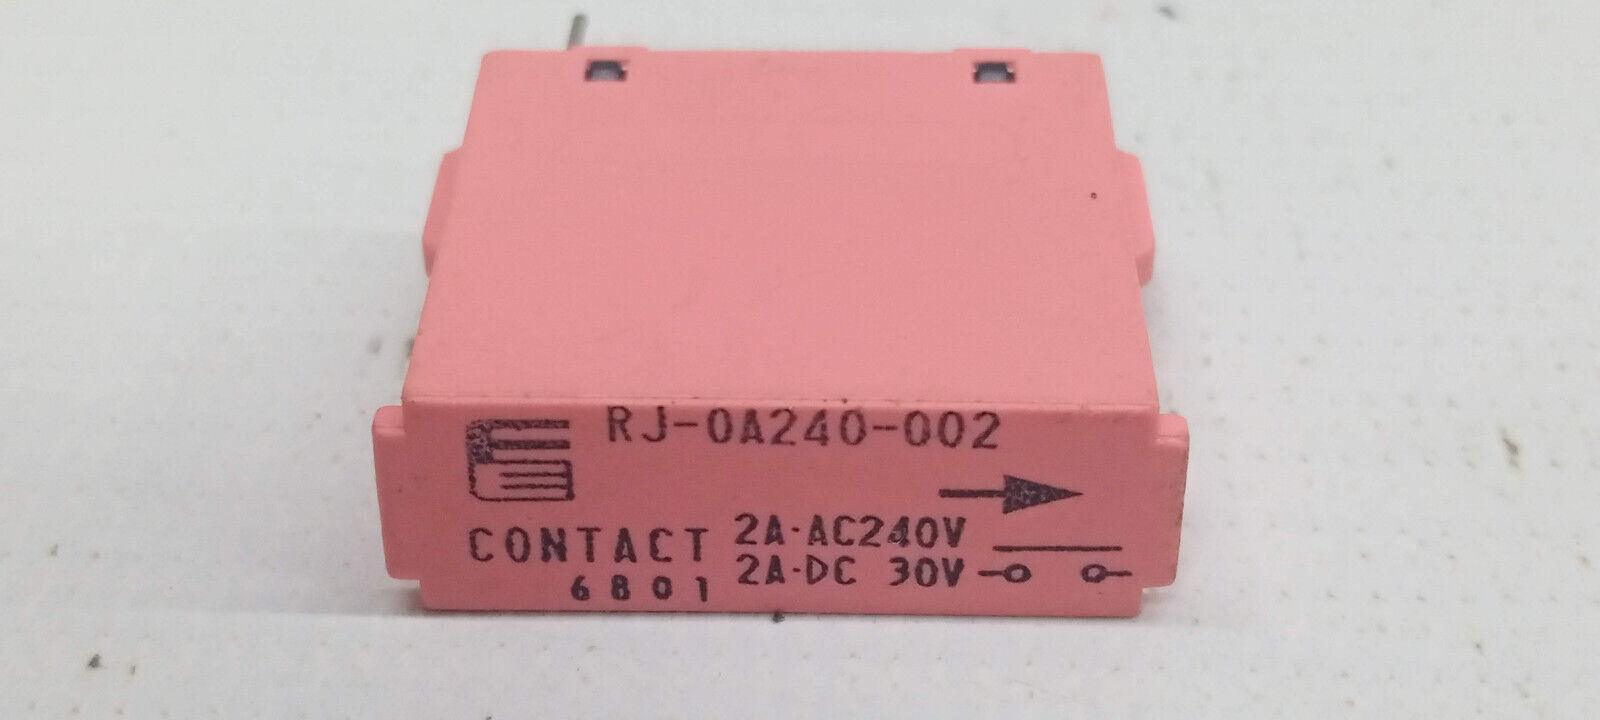 RJ-0A240-002
CONTACT 2A·AC240V
2A·DC 30V
6801